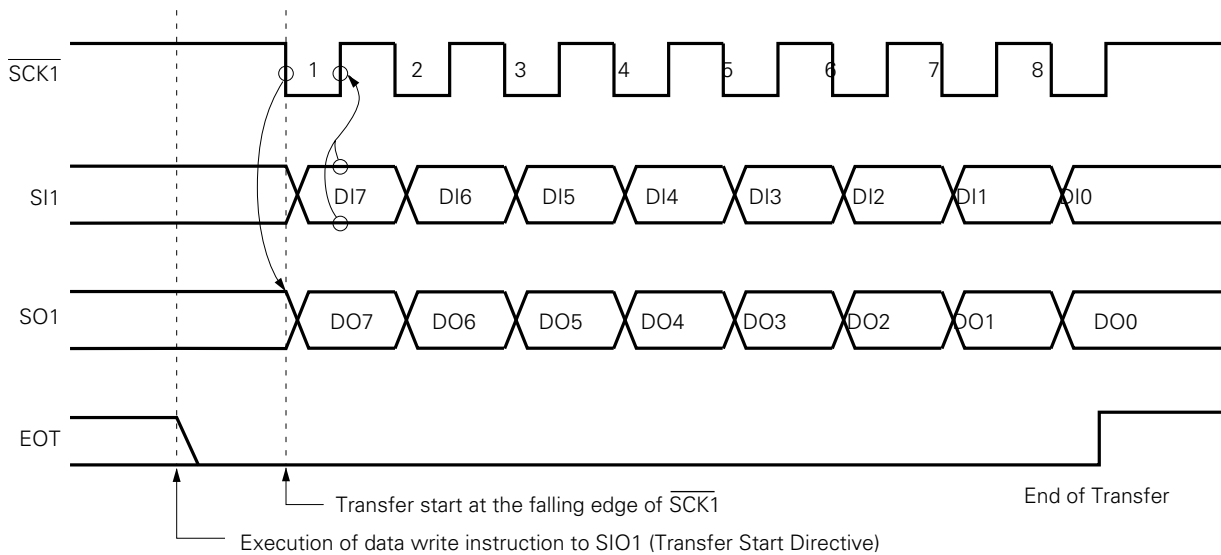 SCK1 1 2 3 4 5 6 7 8
SI1 DI7 DI6 DI5 DI4 DI3 DI2 DI1 DI0
SO1 DO7 DO6 DO5 DO4 DO3 DO2 DO1 DO0
EOT
End of Transfer
Transfer start at the falling edge of SCK1
Execution of data write instruction to SIO1 (Transfer Start Directive)